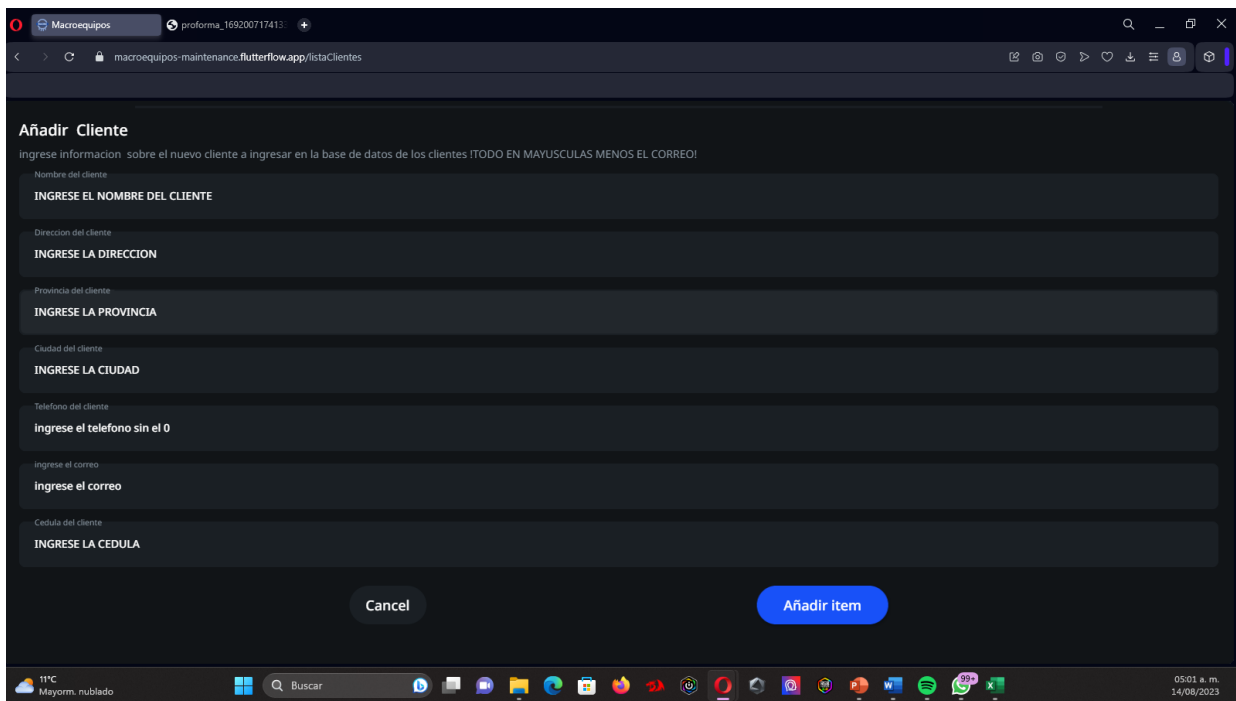 Macroequipos
proforma_1692007174133
macroequipos-maintenance.flutterflow.app/listaClientes
Añadir Cliente
ingrese informacion sobre el nuevo cliente a ingresar en la base de datos de los clientes !TODO EN MAYUSCULAS MENOS EL CORREO!
Nombre del cliente
INGRESE EL NOMBRE DEL CLIENTE
Direccion del cliente
INGRESE LA DIRECCION
Provincia del cliente
INGRESE LA PROVINCIA
Ciudad del cliente
INGRESE LA CIUDAD
Telefono del cliente
ingrese el telefono sin el 0
ingrese el correo
ingrese el correo
Cedula del cliente
INGRESE LA CEDULA
Cancel
Añadir item
11°C
Mayorm. nublado
Buscar
99+
05:01 a. m.
14/08/2023